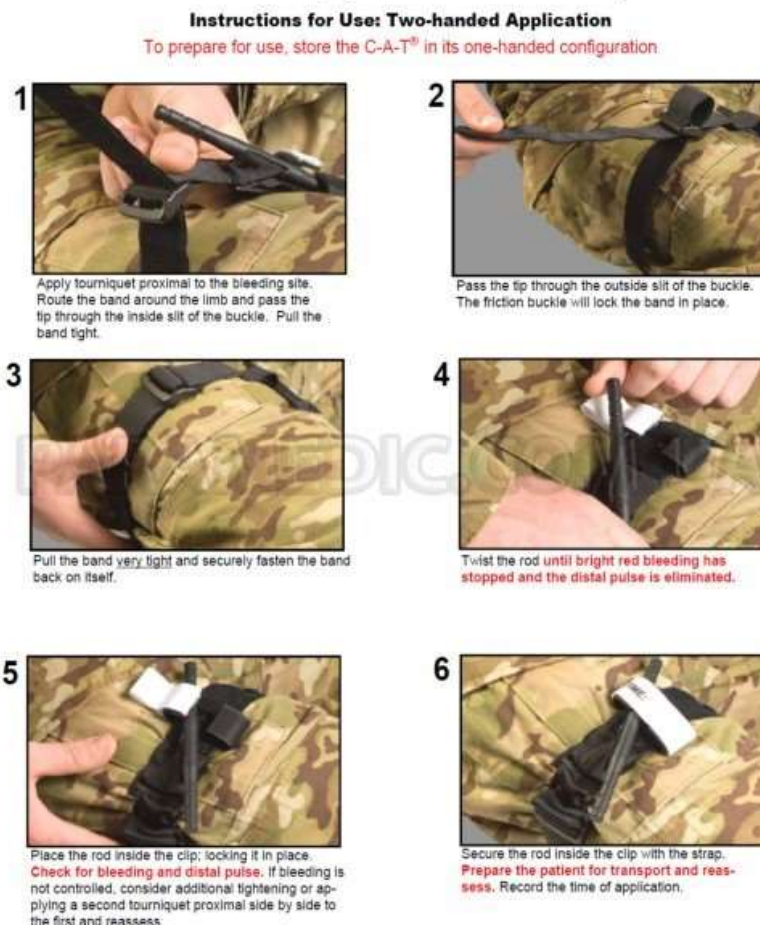 Instructions for Use: Two-handed Application
To prepare for use, store the C-A-T® in its one-handed configuration
1
Apply tourniquet proximal to the bleeding site.
Route the band around the limb and pass the
tip through the inside slit of the buckle. Pull the
band tight.
2
Pass the tip through the outside slit of the buckle.
The friction buckle will lock the band in place.
3
Pull the band very tight and securely fasten the band
back on itself.
4
Twist the rod until bright red bleeding has
stopped and the distal pulse is eliminated.
5
Place the rod inside the clip; locking it in place.
Check for bleeding and distal pulse. If bleeding is
not controlled, consider additional tightening or ap-
plying a second tourniquet proximal side by side to
the first and reassess
6
TIME:
Secure the rod inside the clip with the strap.
Prepare the patient for transport and reas-
sess. Record the time of application.